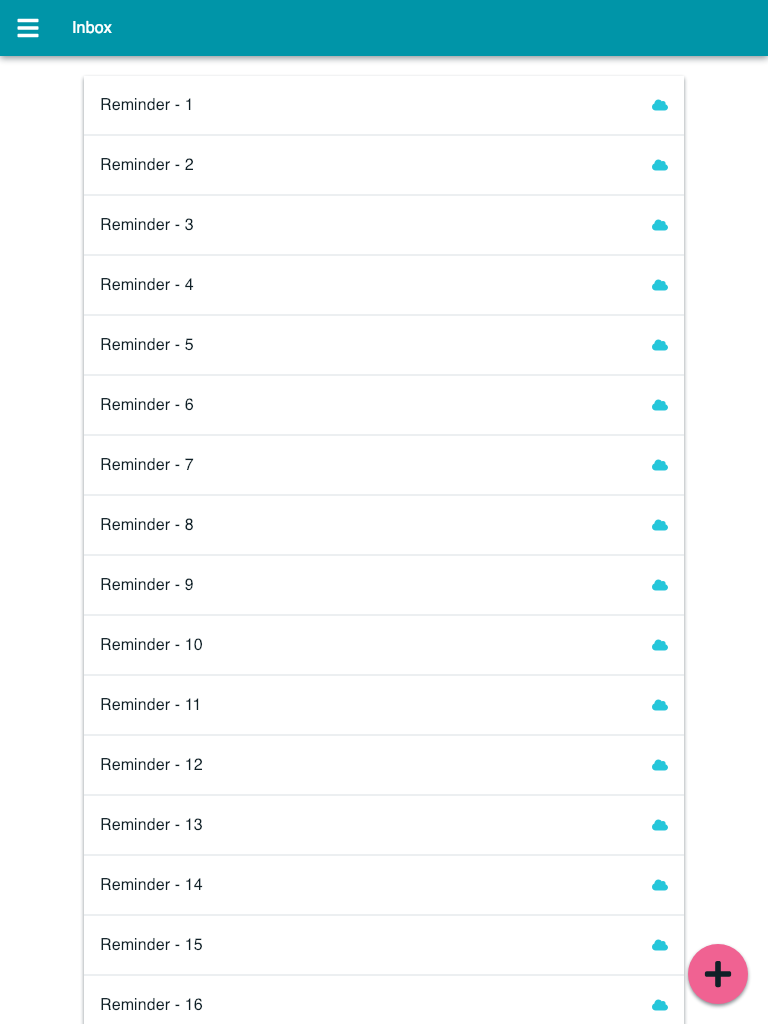 Inbox
Reminder - 1
Reminder - 2
Reminder - 3
Reminder - 4
Reminder - 5
Reminder - 6
Reminder - 7
Reminder - 8
Reminder - 9
Reminder - 10
Reminder - 11
Reminder - 12
Reminder - 13
Reminder - 14
Reminder - 15
Reminder - 16